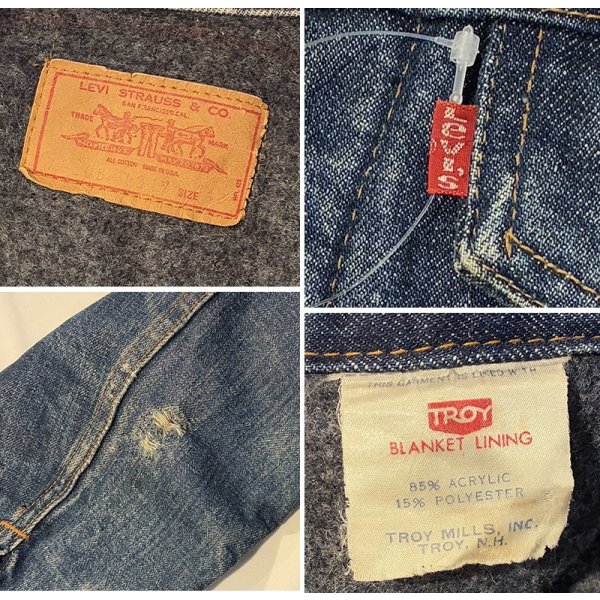 LEVI STRAUSS & CO.
SAN FRANCISCO, CAL.
TRADE MARK
ALL COTTON MADE IN U.S.A.
SIZE
LEVI'S
THIS GARMENT IS LINED WITH
TROY
BLANKET LINING
85% ACRYLIC
15% POLYESTER
TROY MILLS, INC.
TROY, N.H.